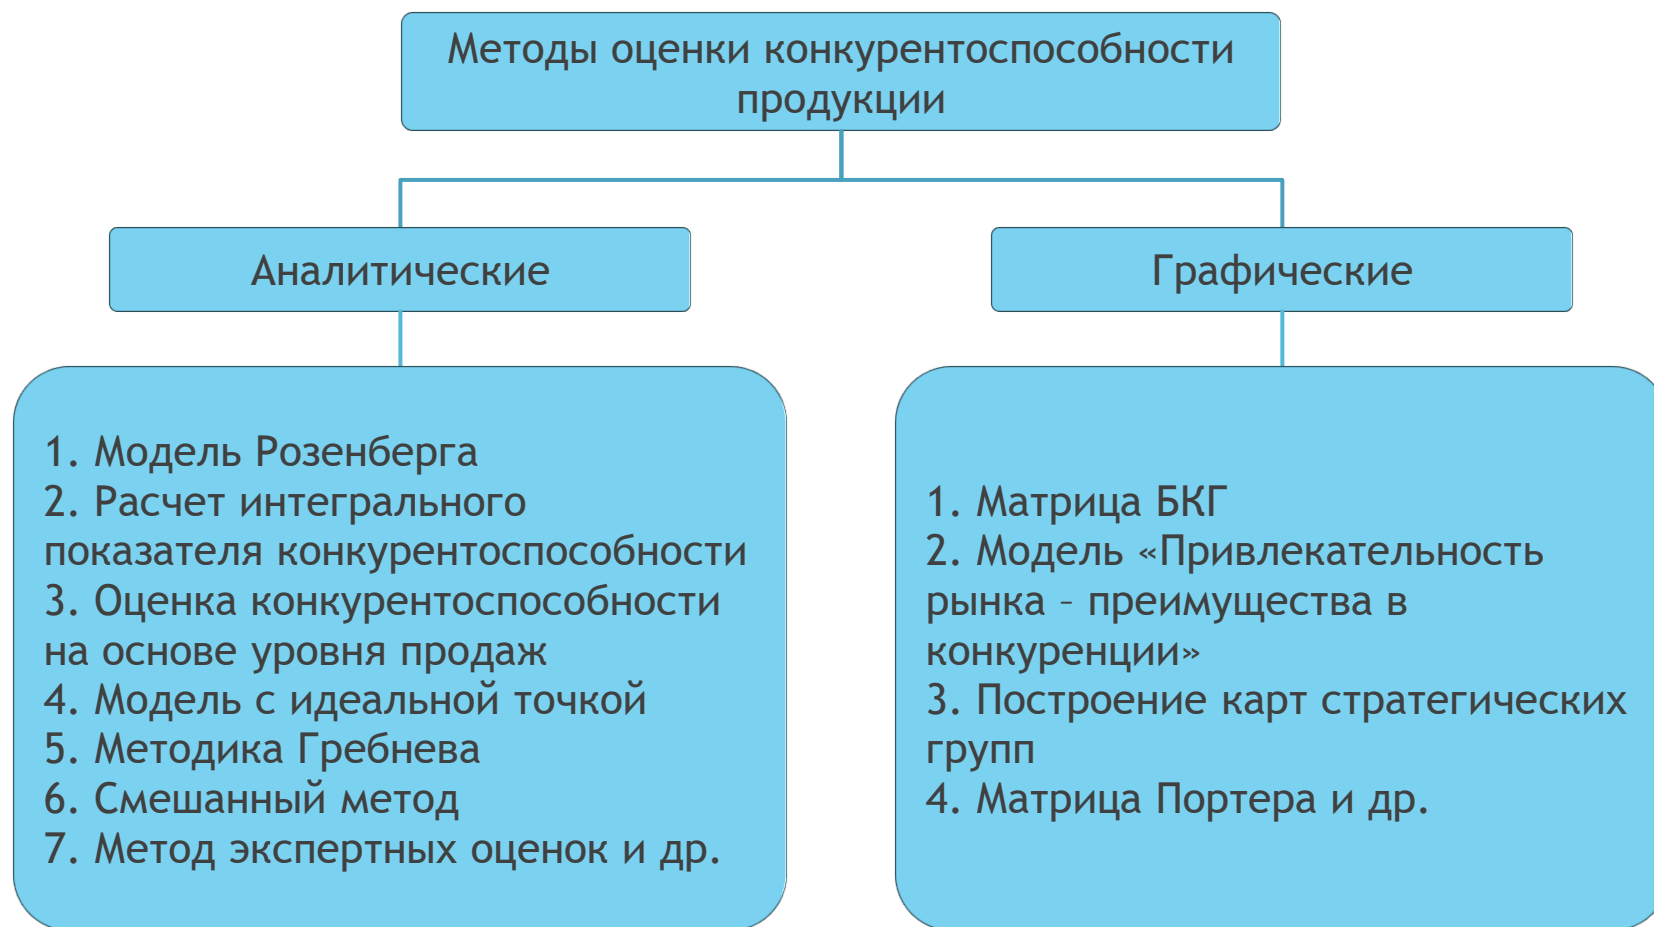 Методы оценки конкурентоспособности
продукции
Аналитические
Графические
1. Модель Розенберга
2. Расчет интегрального
показателя конкурентоспособности
3. Оценка конкурентоспособности
на основе уровня продаж
4. Модель с идеальной точкой
5. Методика Гребнева
6. Смешанный метод
7. Метод экспертных оценок и др.
1. Матрица БКГ
2. Модель «Привлекательность
рынка – преимущества в
конкуренции»
3. Построение карт стратегических
групп
4. Матрица Портера и др.